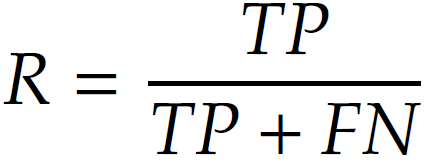 R = TP / (TP + FN)